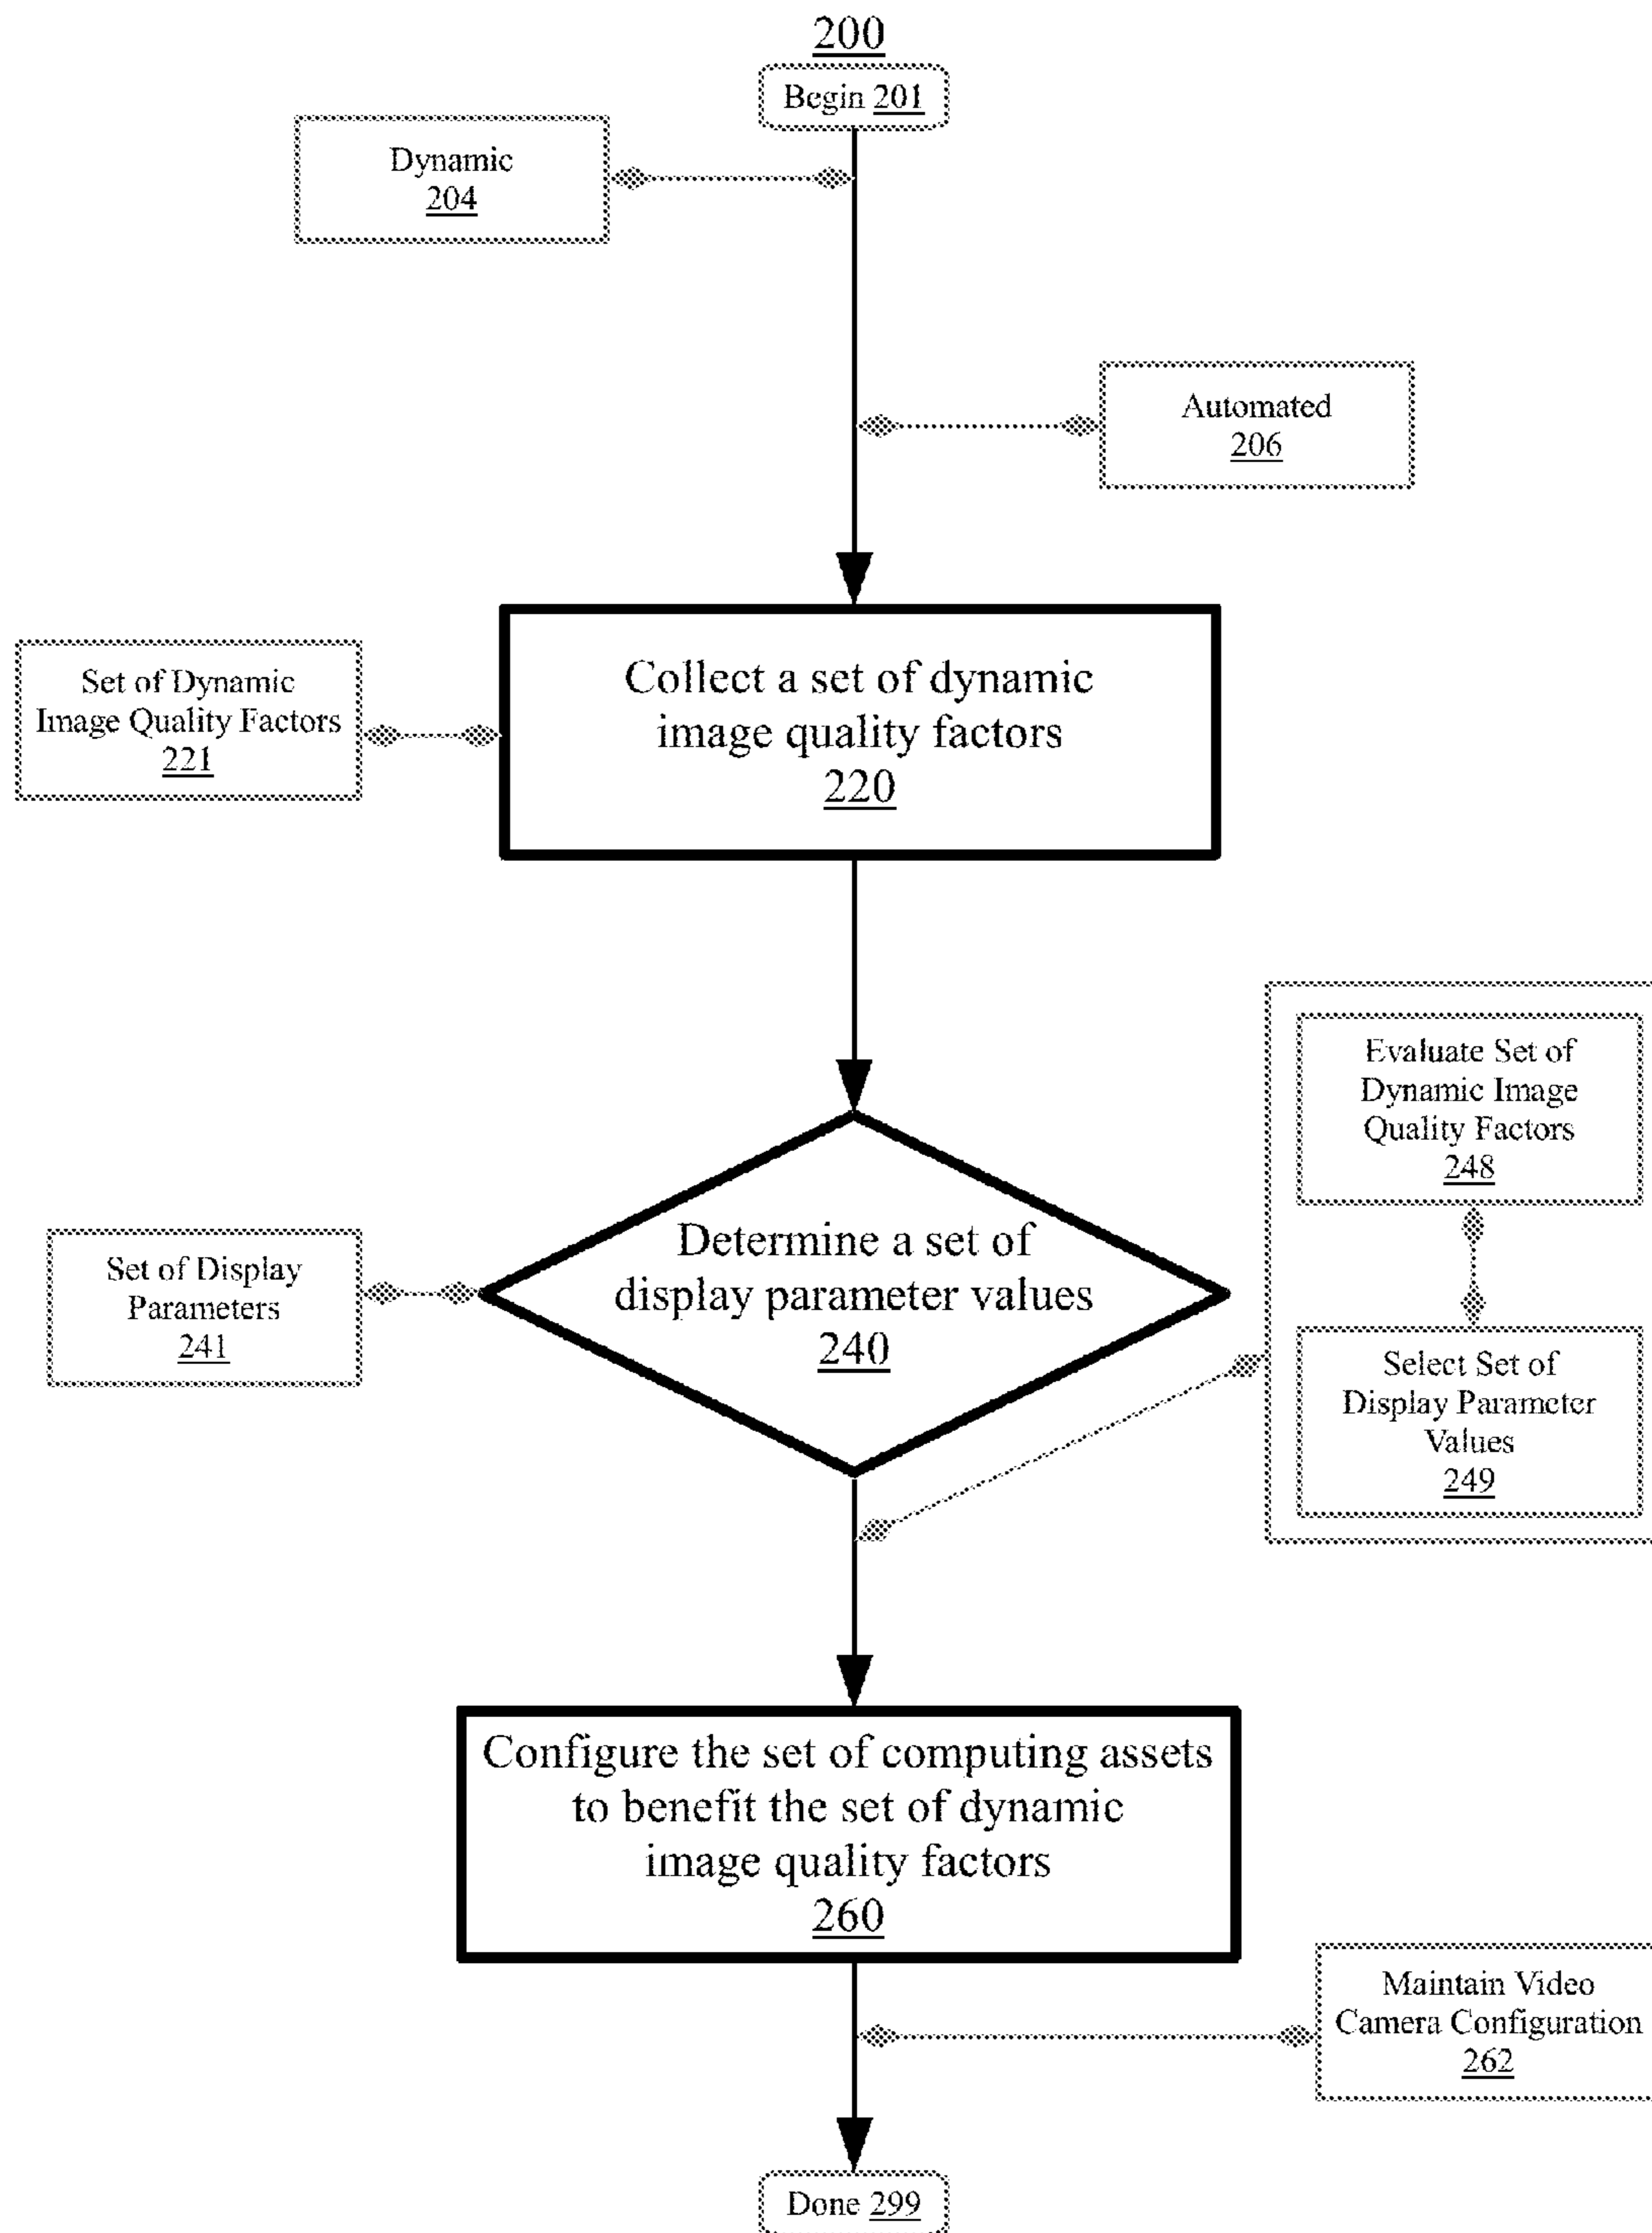 200
Begin 201
Dynamic
204
Automated
206
Collect a set of dynamic
image quality factors
220
Set of Dynamic
Image Quality Factors
221
Evaluate Set of
Dynamic Image
Quality Factors
248
Determine a set of
display parameter values
240
Set of Display
Parameters
241
Select Set of
Display Parameter
Values
249
Configure the set of computing assets
to benefit the set of dynamic
image quality factors
260
Maintain Video
Camera Configuration
262
Done 299